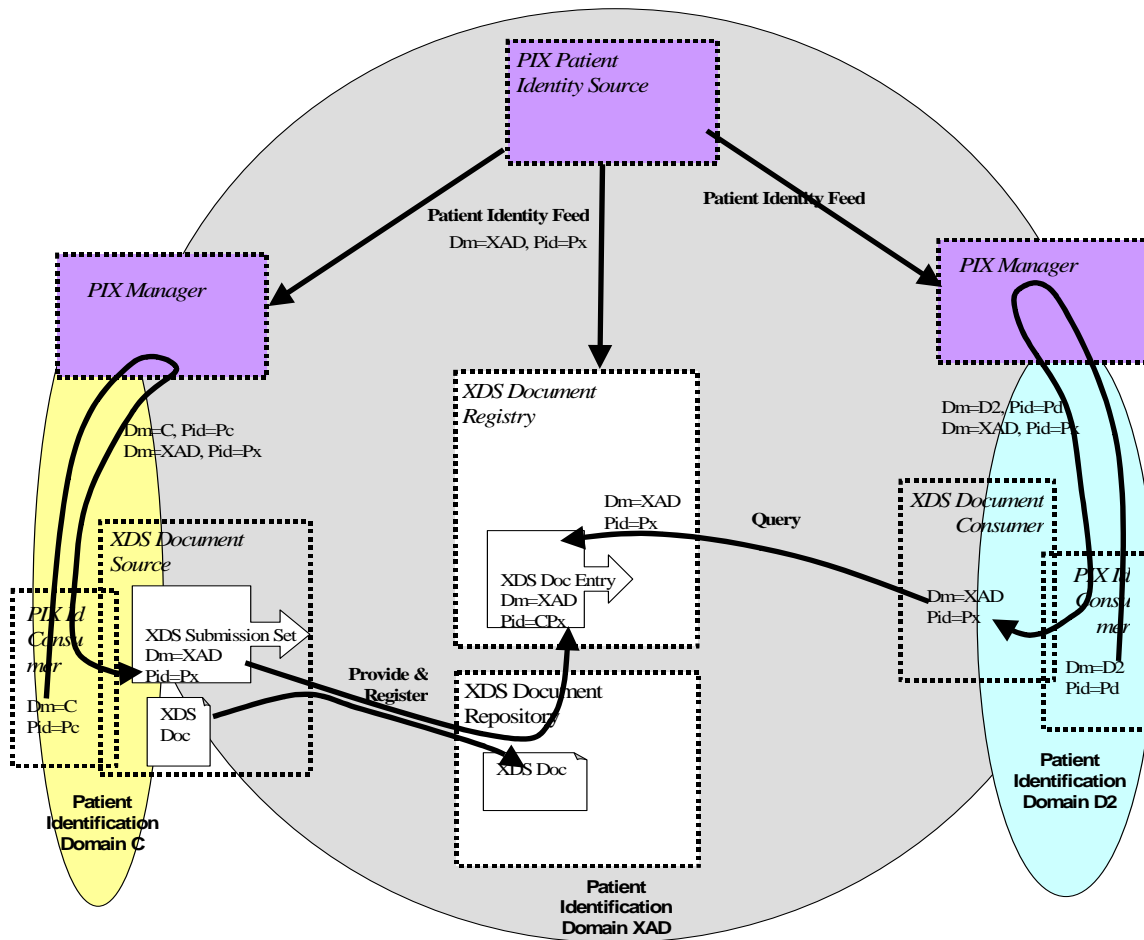 PIX Patient
Identity Source
Patient Identity Feed
Dm=XAD, Pid=Px
Patient Identity Feed
PIX Manager
PIX Manager
Dm=C, Pid=Pc
Dm=XAD, Pid=Px
XDS Document
Registry
Dm=XAD
Pid=Px
XDS Doc Entry
Dm=XAD
Pid=CPx
Query
Dm=D2, Pid=Pd
Dm=XAD, Pid=Px
XDS Document
Consumer
Dm=XAD
Pid=Px
PIX Id
Consu
mer
Dm=D2
Pid=Pd
XDS Document
Source
XDS Submission Set
Dm=XAD
Pid=Px
PIX Id
Consu
mer
Dm=C
Pid=Pc
XDS
Doc
Provide &
Register
XDS Document
Repository
XDS Doc
Patient
Identification
Domain C
Patient
Identification
Domain XAD
Patient
Identification
Domain D2